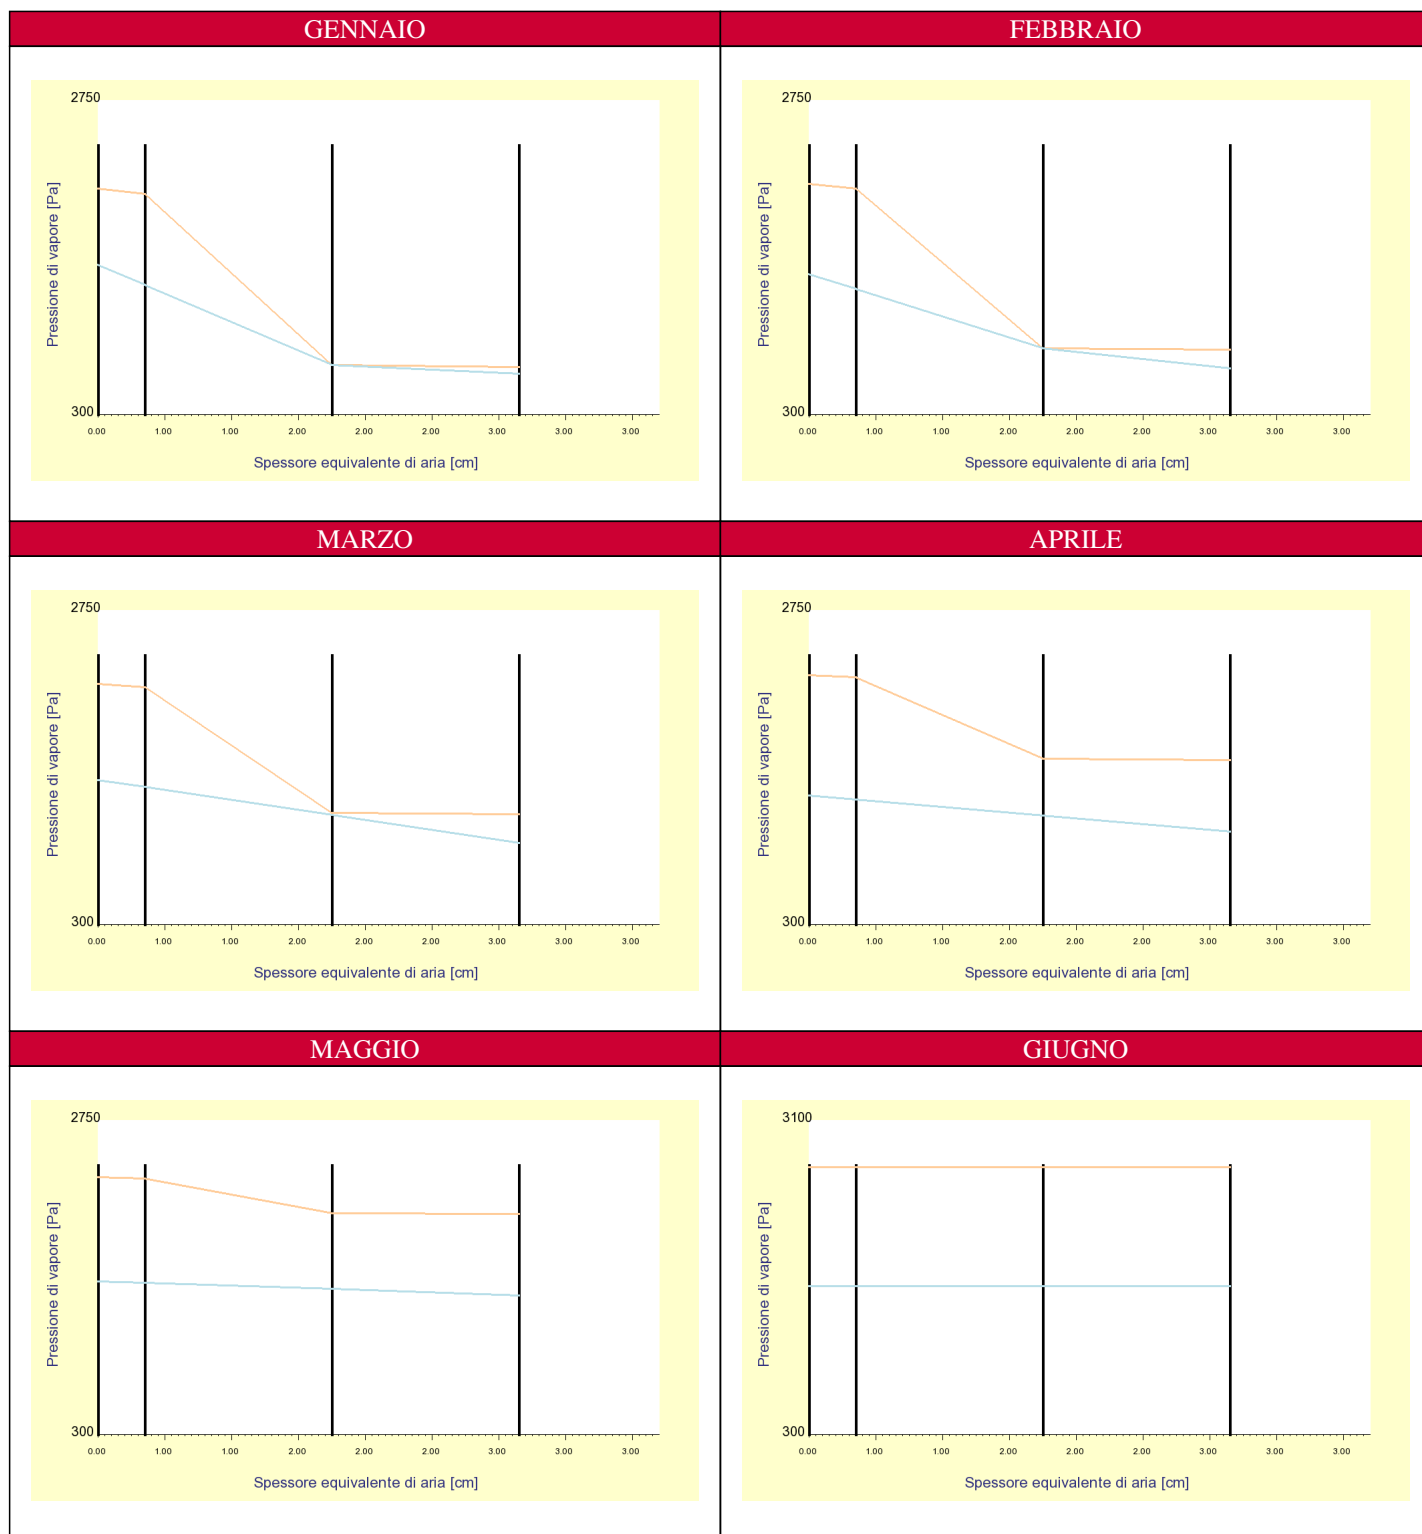 GENNAIO
FEBBRAIO
2750
Pressione di vapore [Pa]
300
0.00 1.00 1.00 2.00 2.00 2.00 3.00 3.00 3.00
Spessore equivalente di aria [cm]
2750
Pressione di vapore [Pa]
300
0.00 1.00 1.00 2.00 2.00 2.00 3.00 3.00 3.00
Spessore equivalente di aria [cm]
MARZO
APRILE
2750
Pressione di vapore [Pa]
300
0.00 1.00 1.00 2.00 2.00 2.00 3.00 3.00 3.00
Spessore equivalente di aria [cm]
2750
Pressione di vapore [Pa]
300
0.00 1.00 1.00 2.00 2.00 2.00 3.00 3.00 3.00
Spessore equivalente di aria [cm]
MAGGIO
GIUGNO
2750
Pressione di vapore [Pa]
300
0.00 1.00 1.00 2.00 2.00 2.00 3.00 3.00 3.00
Spessore equivalente di aria [cm]
3100
Pressione di vapore [Pa]
300
0.00 1.00 1.00 2.00 2.00 2.00 3.00 3.00 3.00
Spessore equivalente di aria [cm]